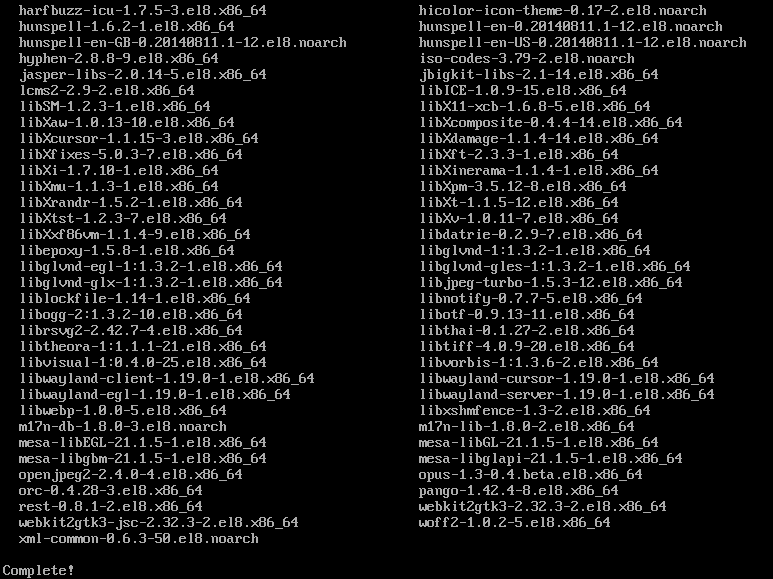 harfbuzz-icu-1.7.5-3.el8.x86_64 hicolor-icon-theme-0.17-2.el8.noarch
hunspell-1.6.2-1.el8.x86_64 hunspell-en-0.20140811.1-12.el8.noarch
hunspell-en-GB-0.20140811.1-12.el8.noarch hunspell-en-US-0.20140811.1-12.el8.noarch
hyphen-2.8.8-9.el8.x86_64 iso-codes-3.79-2.el8.noarch
jasper-libs-2.0.14-5.el8.x86_64 jbigkit-libs-2.1-14.el8.x86_64
lcms2-2.9-2.el8.x86_64 libICE-1.0.9-15.el8.x86_64
libSM-1.2.3-1.el8.x86_64 libX11-xcb-1.6.8-5.el8.x86_64
libXaw-1.0.13-10.el8.x86_64 libXcomposite-0.4.4-14.el8.x86_64
libXcursor-1.1.15-3.el8.x86_64 libXdamage-1.1.4-14.el8.x86_64
libXfixes-5.0.3-7.el8.x86_64 libXft-2.3.3-1.el8.x86_64
libXi-1.7.10-1.el8.x86_64 libXinerama-1.1.4-1.el8.x86_64
libXmu-1.1.3-1.el8.x86_64 libXpm-3.5.12-8.el8.x86_64
libXrandr-1.5.2-1.el8.x86_64 libXt-1.1.5-12.el8.x86_64
libXtst-1.2.3-7.el8.x86_64 libXv-1.0.11-7.el8.x86_64
libXxf86vm-1.1.4-9.el8.x86_64 libdatrie-0.2.9-7.el8.x86_64
libepoxy-1.5.8-1.el8.x86_64 libglvnd-1:1.3.2-1.el8.x86_64
libglvnd-egl-1:1.3.2-1.el8.x86_64 libglvnd-gles-1:1.3.2-1.el8.x86_64
libglvnd-glx-1:1.3.2-1.el8.x86_64 libjpeg-turbo-1.5.3-12.el8.x86_64
liblockfile-1.14-1.el8.x86_64 libnotify-0.7.7-5.el8.x86_64
libogg-2:1.3.2-10.el8.x86_64 libotf-0.9.13-11.el8.x86_64
librsvg2-2.42.7-4.el8.x86_64 libthai-0.1.27-2.el8.x86_64
libtheora-1:1.1.1-21.el8.x86_64 libtiff-4.0.9-20.el8.x86_64
libvisual-1:0.4.0-25.el8.x86_64 libvorbis-1:1.3.6-2.el8.x86_64
libwayland-client-1.19.0-1.el8.x86_64 libwayland-cursor-1.19.0-1.el8.x86_64
libwayland-egl-1.19.0-1.el8.x86_64 libwayland-server-1.19.0-1.el8.x86_64
libwebp-1.0.0-5.el8.x86_64 libxshmfence-1.3-2.el8.x86_64
m17n-db-1.8.0-3.el8.noarch m17n-lib-1.8.0-2.el8.x86_64
mesa-libEGL-21.1.5-1.el8.x86_64 mesa-libGL-21.1.5-1.el8.x86_64
mesa-libgbm-21.1.5-1.el8.x86_64 mesa-libglapi-21.1.5-1.el8.x86_64
openjpeg2-2.4.0-4.el8.x86_64 opus-1.3-0.4.beta.el8.x86_64
orc-0.4.28-3.el8.x86_64 pango-1.42.4-8.el8.x86_64
rest-0.8.1-2.el8.x86_64 webkit2gtk3-2.32.3-2.el8.x86_64
webkit2gtk3-jsc-2.32.3-2.el8.x86_64 woff2-1.0.2-5.el8.x86_64
xml-common-0.6.3-50.el8.noarch
Complete!